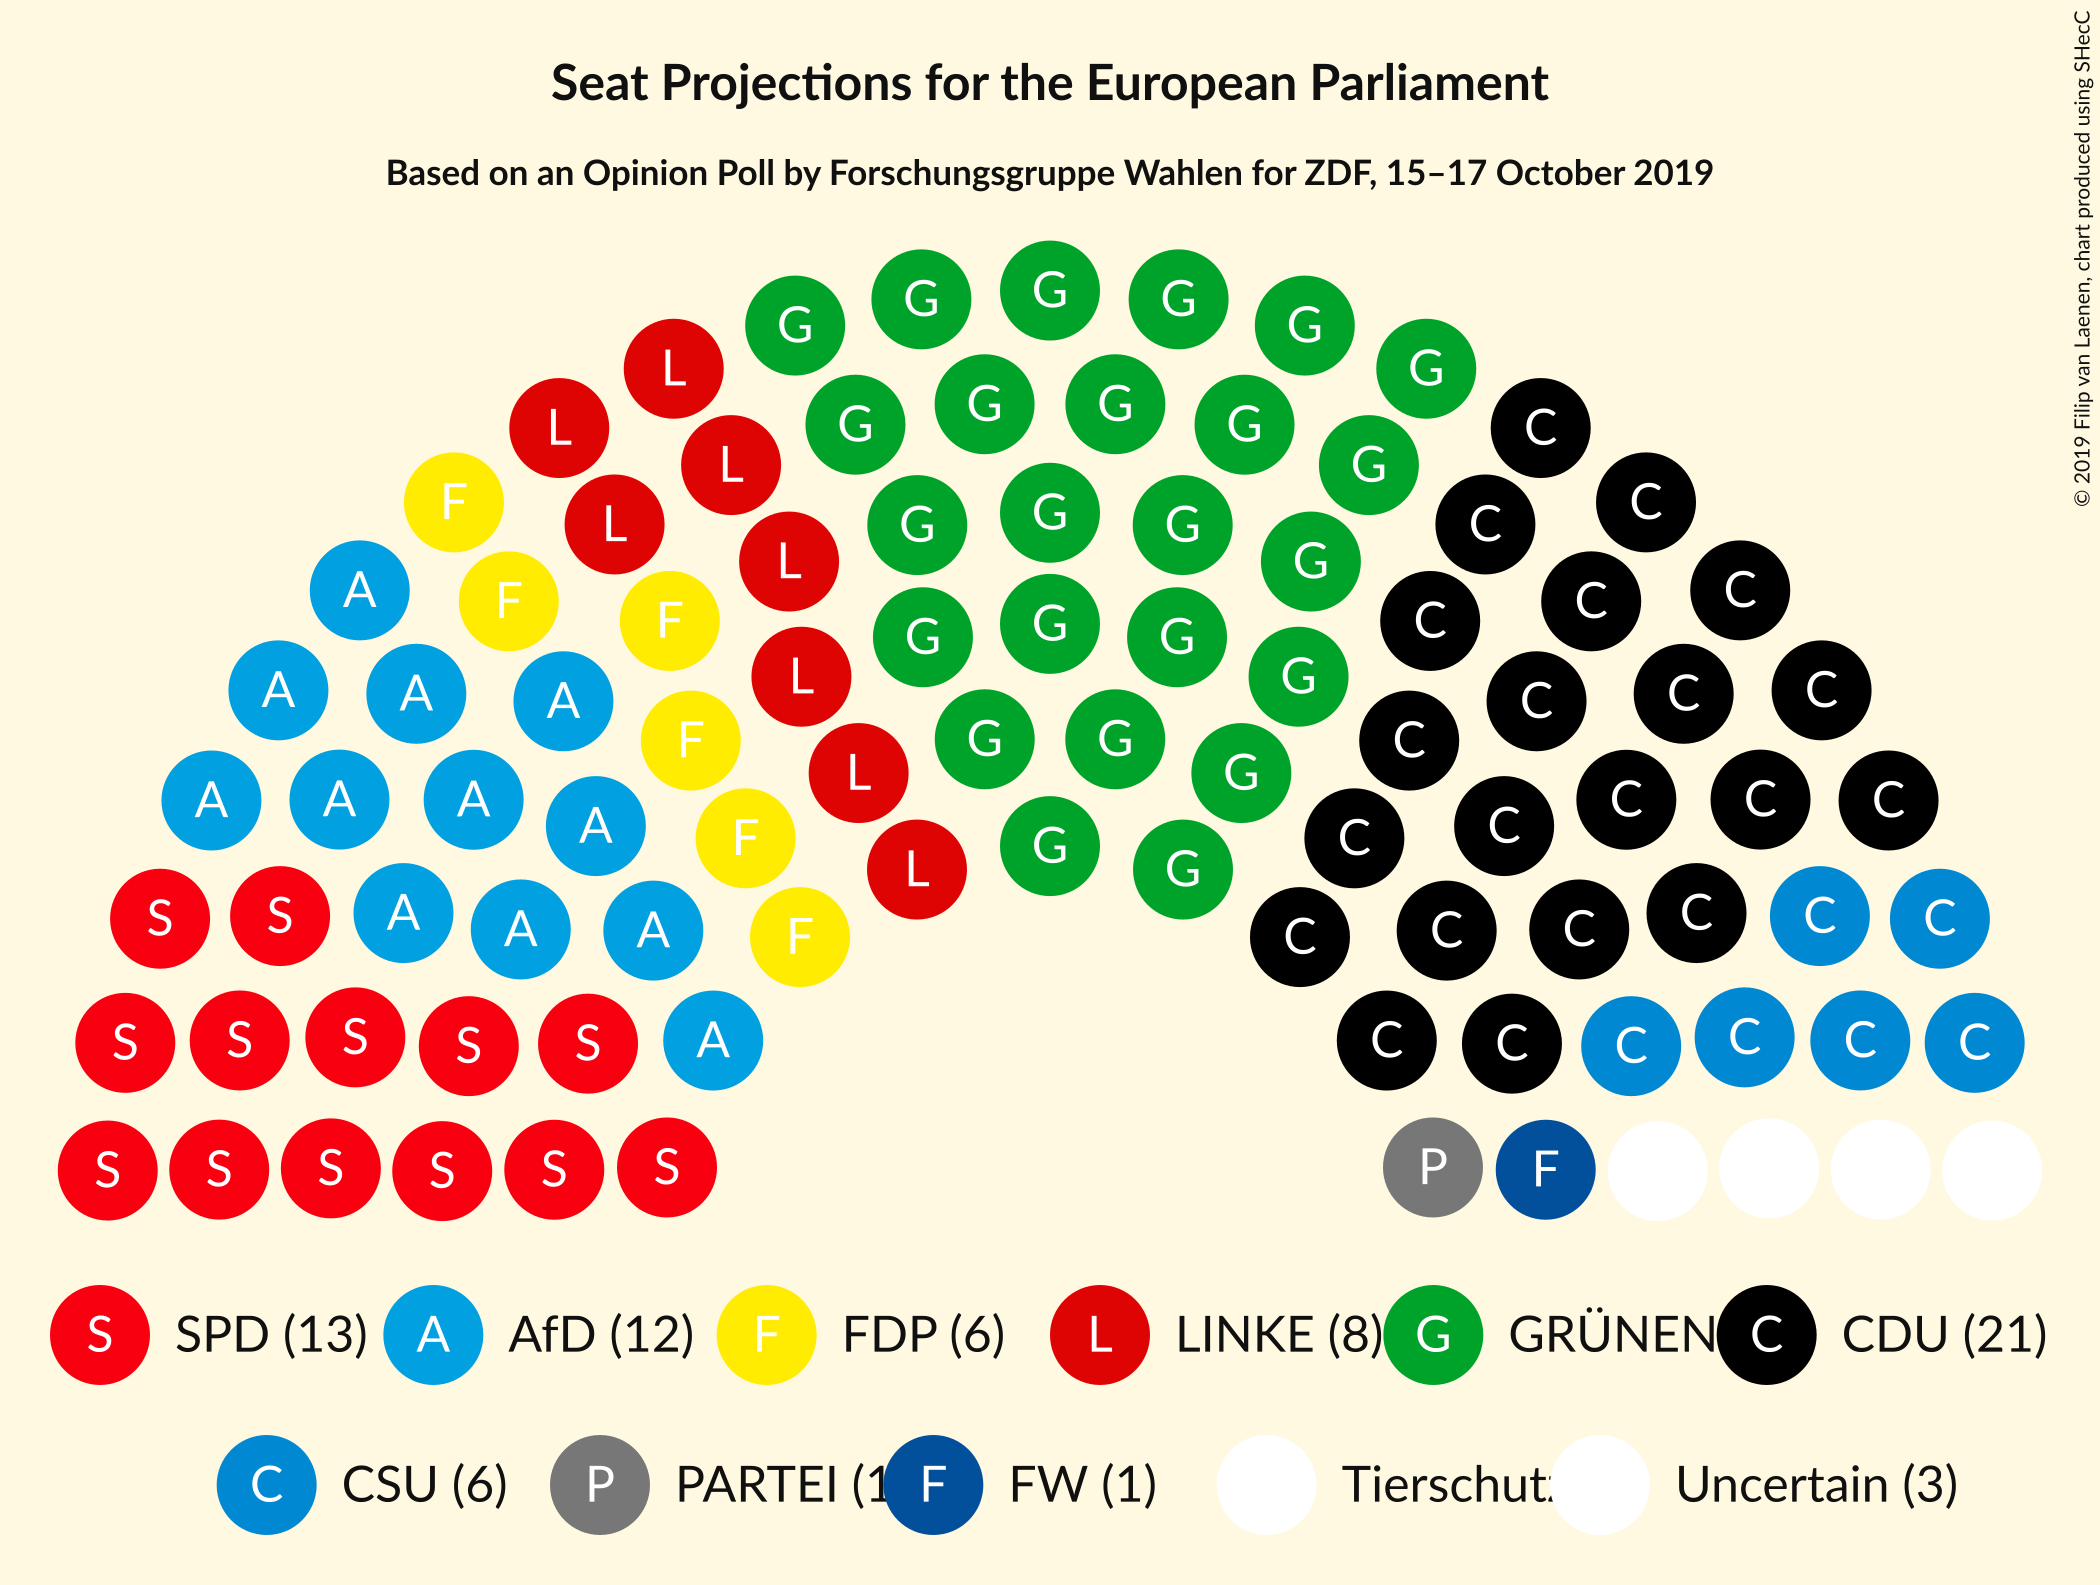 Seat Projections for the European Parliament
Based on an Opinion Poll by Forschungsgruppe Wahlen for ZDF, 15–17 October 2019
© 2019 Filip van Laenen, chart produced using SHecC
G G G G G
L G
L G G G G C
L G
F G G G C
L C
A F L G C
F G G G C
A A A L G C C C
F G G C
A A A A L G C C C C
F G C
S S A A A L G C C C C C
F C
S S S S S A C C C C C C
S S S S S S P F
S SPD (13) A AfD (12) F FDP (6) L LINKE (8) G GRÜNEN C CDU (21)
C CSU (6) P PARTEI (1 F FW (1) Tierschutz Uncertain (3)